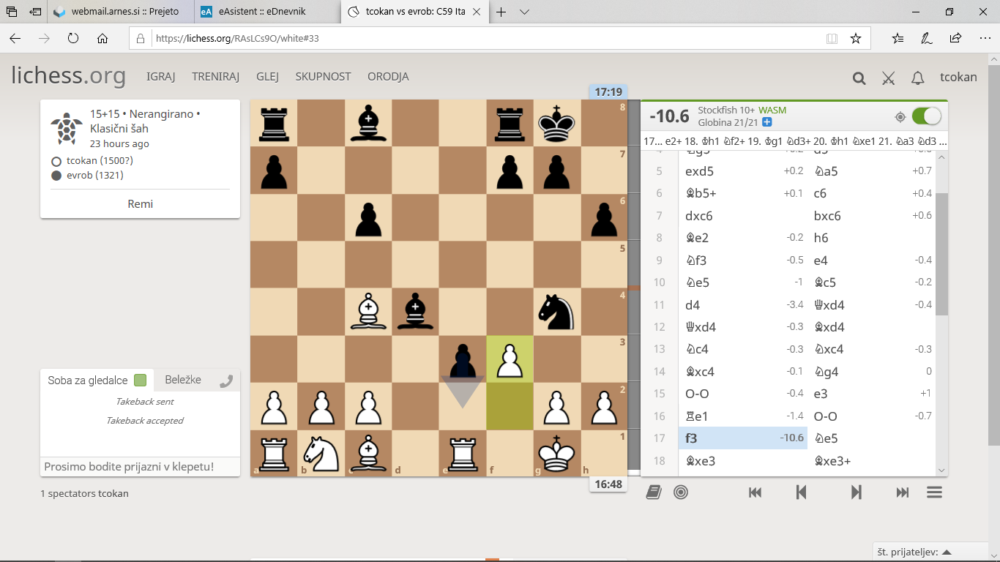 webmail.arnes.si :: Prejeto
eAsistent :: eDnevnik
tcokan vs evrob: C59 Ita
https://lichess.org/RAsLCs9O/white#33
lichess.org
IGRAJ
TRENIRAJ
GLEJ
SKUPNOST
ORODJA
tcokan
15+15 • Nerangirano •
Klasični šah
23 hours ago
tcokan (1500?)
evrob (1321)
Remi
Soba za gledalce
Beležke
Takeback sent
Takeback accepted
Prosimo bodite prijazni v klepetu!
1 spectators tcokan
17:19
8
7
6
5
4
3
2
1
a b c d e f g h
16:48
-10.6
Stockfish 10+ WASM
Globina 21/21
17... e2+ 18. ♔h1 ♘f2+ 19. ♔g1 ♘d3+ 20. ♔h1 ♘xe1 21. ♘a3 ♘d3 ...
5 exd5 +0.2 ♘a5 +0.7
6 ♗b5+ +0.1 c6 +0.4
7 dxc6 bxc6 +0.6
8 ♗e2 -0.2 h6
9 ♘f3 -0.5 e4 -0.4
10 ♘e5 -1 ♗c5 -0.2
11 d4 -3.4 ♕xd4 -0.4
12 ♕xd4 -0.3 ♗xd4
13 ♘c4 -0.3 ♘xc4 -0.3
14 ♗xc4 -0.1 ♘g4 0
15 O-O -0.4 e3 +1
16 ♖e1 -1.4 O-O -0.7
17 f3 -10.6 ♘e5
18 ♗xe3 ♗xe3+
št. prijateljev: